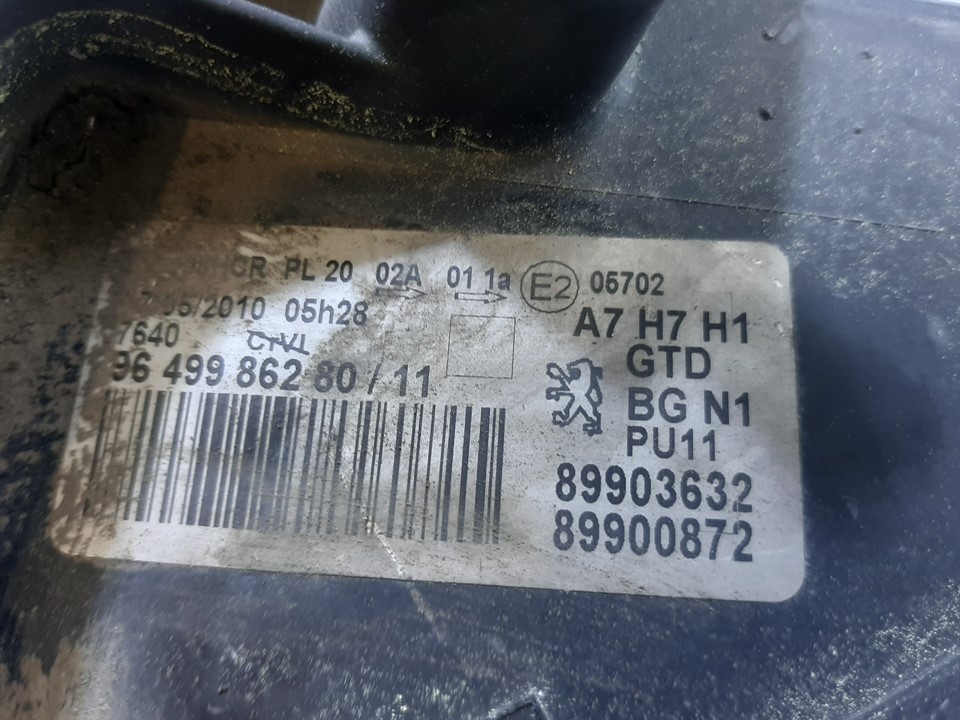 PL 20 02A 01 1a E2 05702
/2010 05h28
7640 CTVL
96 499 862 80 / 11
A7 H7 H1
GTD
BG N1
PU11
89903632
89900872